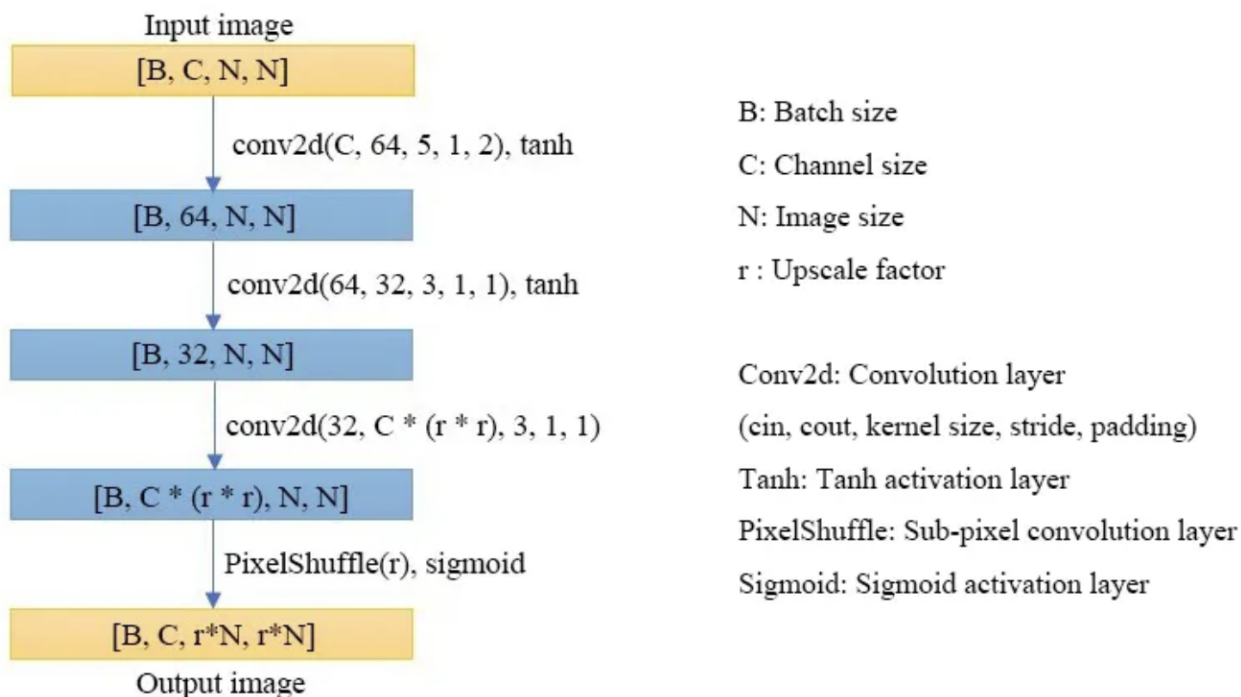 Input image
[B, C, N, N]
conv2d(C, 64, 5, 1, 2), tanh
[B, 64, N, N]
conv2d(64, 32, 3, 1, 1), tanh
[B, 32, N, N]
conv2d(32, C * (r * r), 3, 1, 1)
[B, C * (r * r), N, N]
PixelShuffle(r), sigmoid
[B, C, r*N, r*N]
Output image
B: Batch size
C: Channel size
N: Image size
r : Upscale factor
Conv2d: Convolution layer
(cin, cout, kernel size, stride, padding)
Tanh: Tanh activation layer
PixelShuffle: Sub-pixel convolution layer
Sigmoid: Sigmoid activation layer